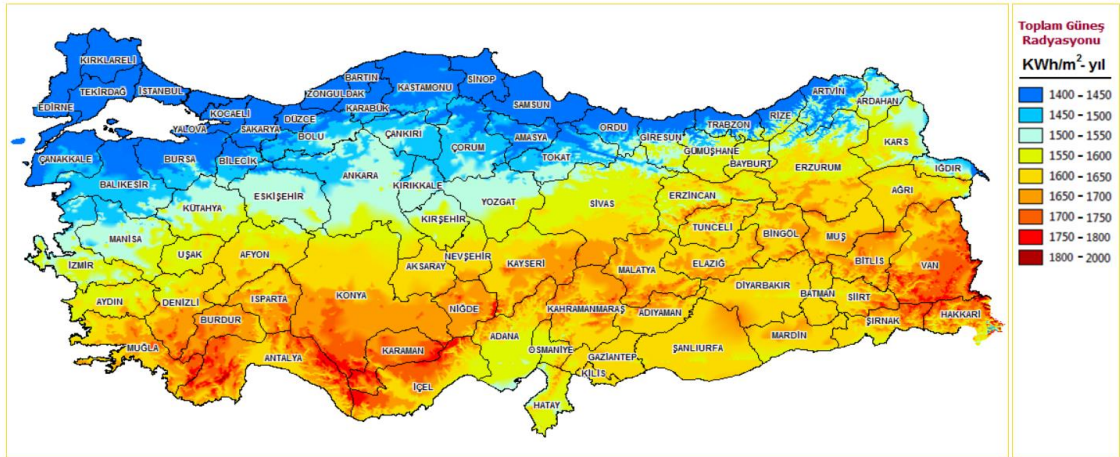 KIRKLARELİ
TEKİRDAĞ
İSTANBUL
EDİRNE
KOCAELİ
YALOVA
SAKARYA
DÜZCE
ZONGULDAK
BARTIN
KARABÜK
KASTAMONU
SİNOP
SAMSUN
ORDU
GİRESUN
TRABZON
RİZE
ARTVİN
ARDAHAN
KARS
IĞDIR
ÇANAKKALE
BURSA
BİLECİK
BOLU
ÇANKIRI
ÇORUM
AMASYA
TOKAT
GÜMÜŞHANE
BAYBURT
ERZURUM
AĞRI
BALIKESİR
KÜTAHYA
ESKİŞEHİR
ANKARA
KIRIKKALE
YOZGAT
SİVAS
ERZİNCAN
TUNCELİ
BİNGÖL
MUŞ
BİTLİS
VAN
MANİSA
İZMİR
UŞAK
AFYON
KIRŞEHİR
NEVŞEHİR
AKSARAY
KAYSERİ
MALATYA
ELAZIĞ
DİYARBAKIR
BATMAN
SİİRT
ŞIRNAK
HAKKARİ
AYDIN
DENİZLİ
ISPARTA
BURDUR
KONYA
NİĞDE
KAHRAMANMARAŞ
ADIYAMAN
MARDİN
ŞANLIURFA
MUĞLA
ANTALYA
KARAMAN
İÇEL
ADANA
OSMANİYE
GAZİANTEP
KİLİS
HATAY
Toplam Güneş
Radyasyonu
KWh/m²- yıl
1400 - 1450
1450 - 1500
1500 - 1550
1550 - 1600
1600 - 1650
1650 - 1700
1700 - 1750
1750 - 1800
1800 - 2000